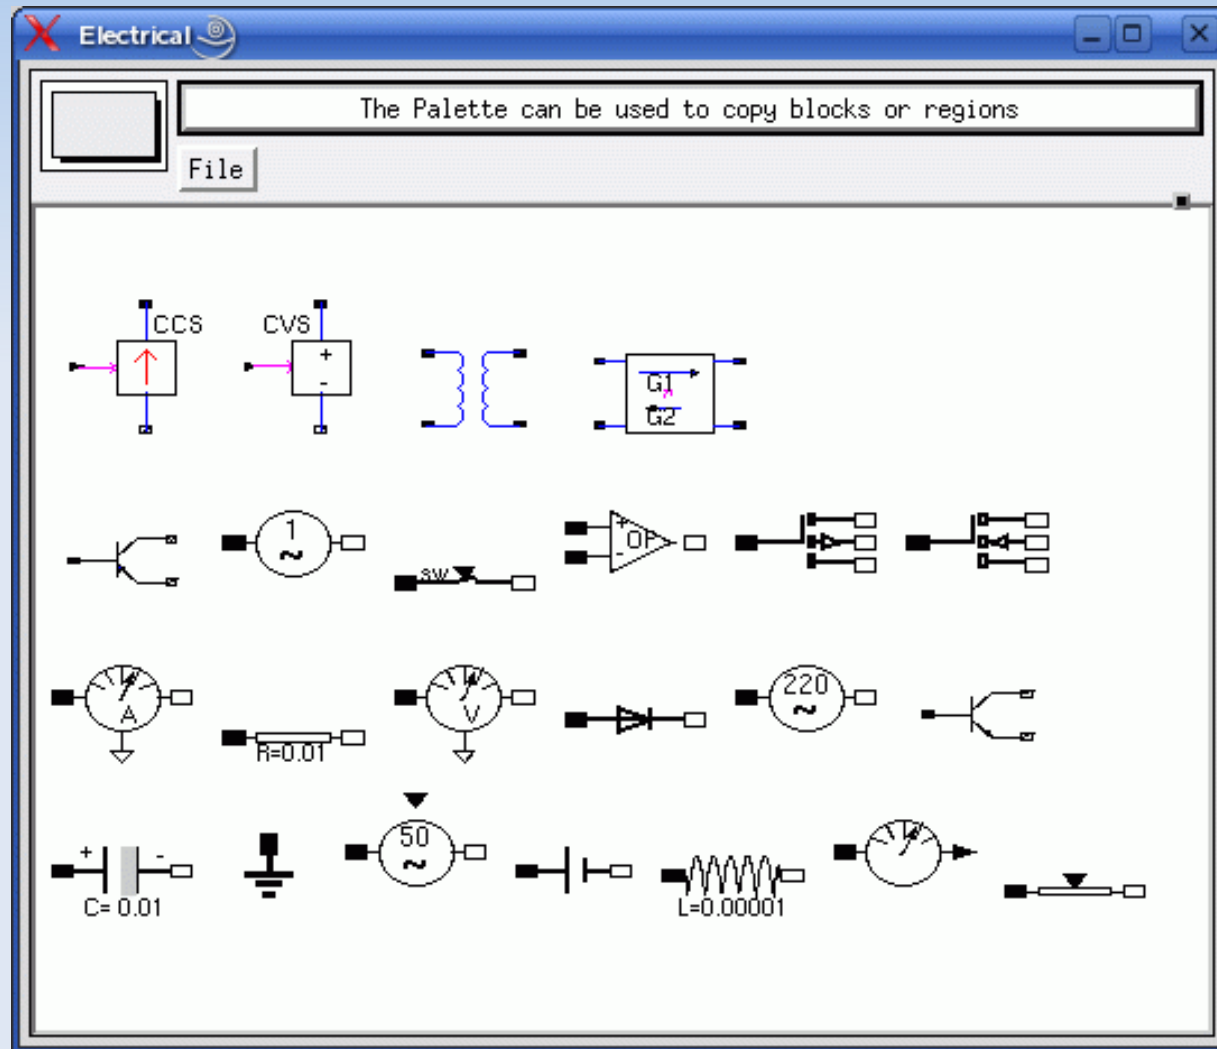 Electrical
The Palette can be used to copy blocks or regions
File
CCS
CVS
+
-
G1
G2
1
~
sw
+
-
OP
A
R=0.01
V
220
~
+
-
C= 0.01
50
~
L=0.00001